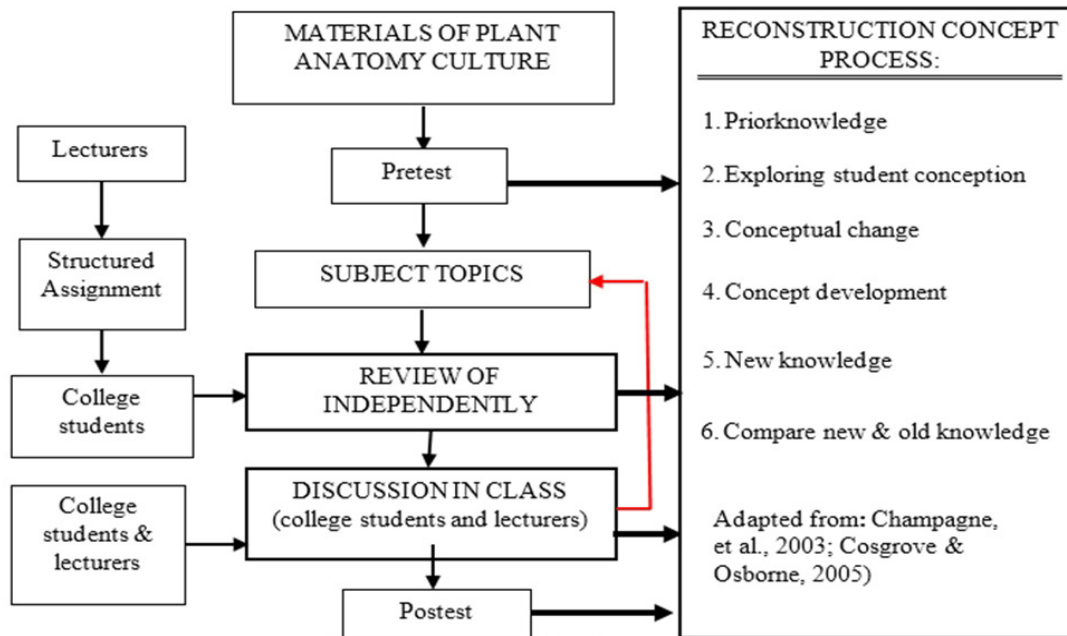 MATERIALS OF PLANT
ANATOMY CULTURE
Pretest
SUBJECT TOPICS
REVIEW OF
INDEPENDENTLY
DISCUSSION IN CLASS
(college students and lecturers)
Postest
Lecturers
Structured
Assignment
College
students
College
students &
lecturers
RECONSTRUCTION CONCEPT
PROCESS:
1. Priorknowledge
2. Exploring student conception
3. Conceptual change
4. Concept development
5. New knowledge
6. Compare new & old knowledge
Adapted from: Champagne,
et al., 2003; Cosgrove &
Osborne, 2005)